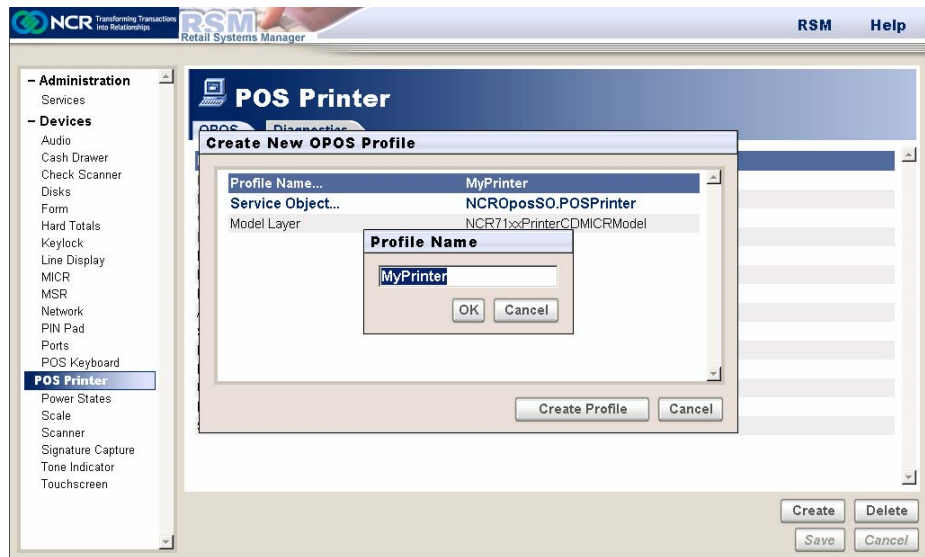 NCR Transforming Transactions into Relationships
RSM
Retail Systems Manager
RSM Help
– Administration
Services
– Devices
Audio
Cash Drawer
Check Scanner
Disks
Form
Hard Totals
Keylock
Line Display
MICR
MSR
Network
PIN Pad
Ports
POS Keyboard
POS Printer
Power States
Scale
Scanner
Signature Capture
Tone Indicator
Touchscreen
POS Printer
OPOS Diagnostics
Create New OPOS Profile
Profile Name... MyPrinter
Service Object... NCROposSO.POSPrinter
Model Layer NCR71xxPrinterCDMICRModel
Profile Name
MyPrinter
OK Cancel
Create Profile Cancel
Create Delete
Save Cancel